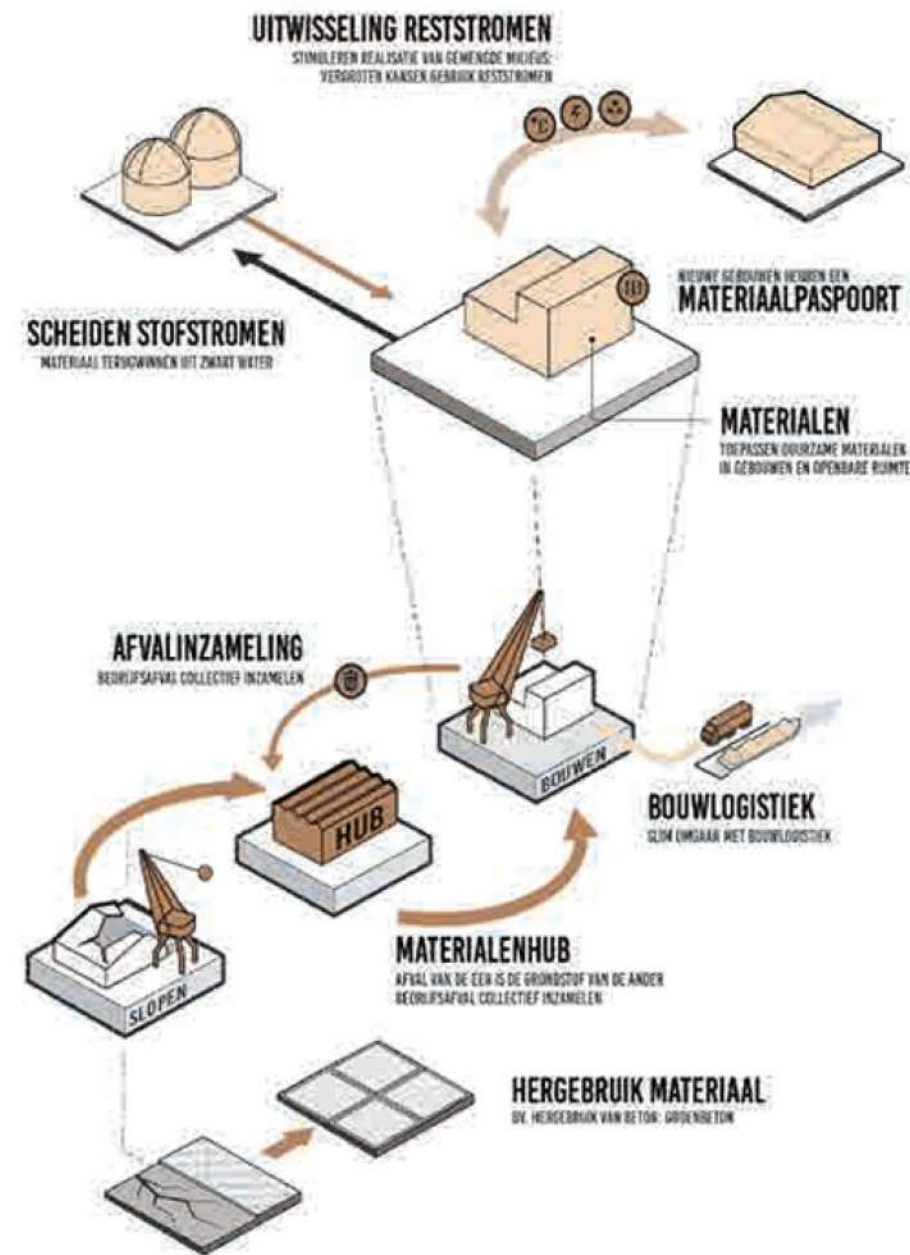 UITWISSELING RESTSTROMEN
STIMULEREN REALISATIE VAN GEMENGDE MILIEUS:
VERGROTEN KANSEN GEBRUIK RESTSTROMEN
°C
NIEUWE GEBOUWEN HEBBEN EEN
MATERIAALPASPOORT
SCHEIDEN STOFSTROMEN
MATERIAAL TERUGWINNEN UIT ZWART WATER
MATERIALEN
TOEPASSEN DUURZAME MATERIALEN
IN GEBOUWEN EN OPENBARE RUIMTE
AFVALINZAMELING
BEDRIJFSAFVAL COLLECTIEF INZAMELEN
BOUWEN
HUB
BOUWLOGISTIEK
SLIM OMGAAN MET BOUWLOGISTIEK
MATERIALENHUB
AFVAL VAN DE EEN IS DE GRONDSTOF VAN DE ANDER
BEDRIJFSAFVAL COLLECTIEF INZAMELEN
SLOPEN
HERGEBRUIK MATERIAAL
BV. HERGEBRUIK VAN BETON: GROENBETON